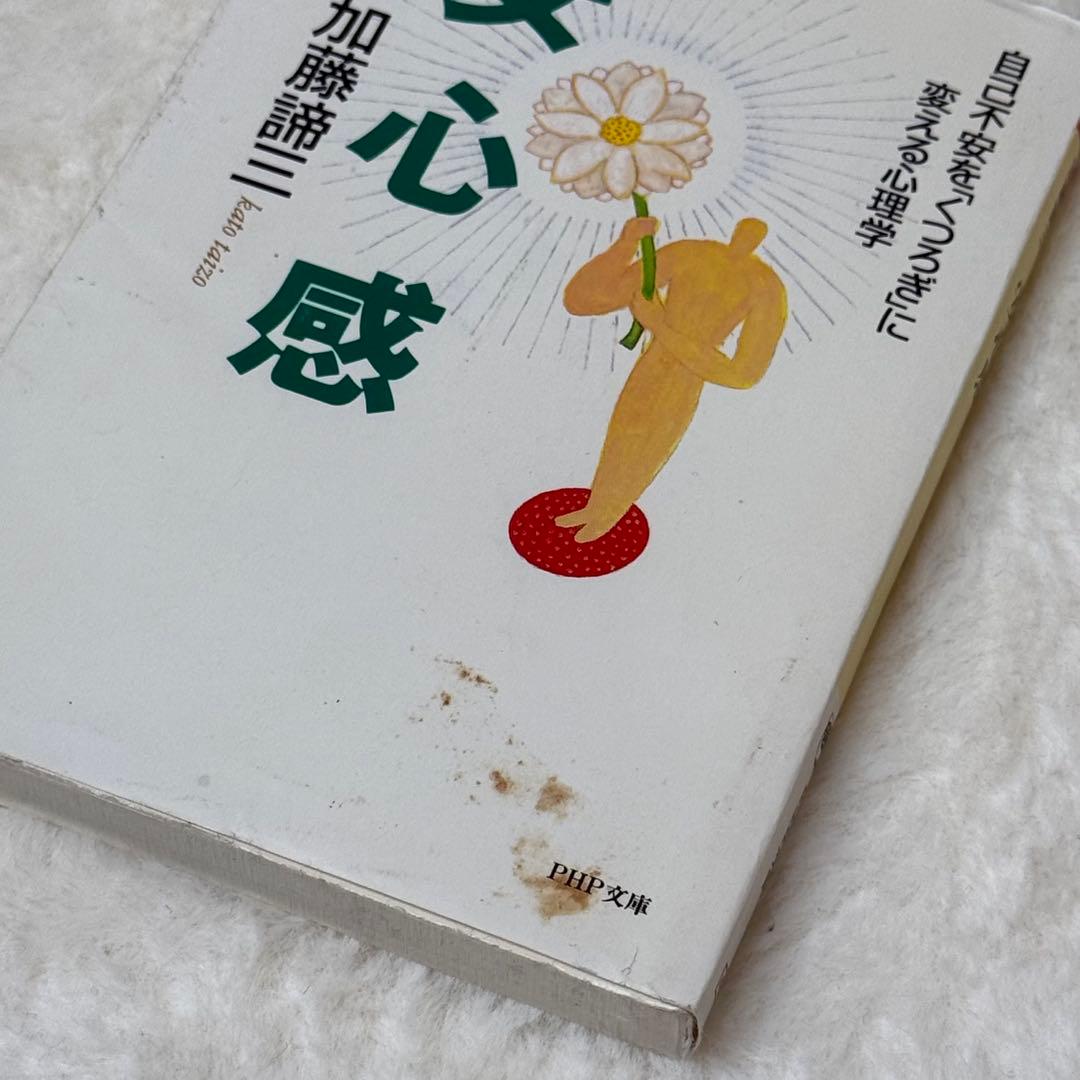 自己不安を「くつろぎ」に
変える心理学
安心感
加藤諦三
kato taizo
PHP文庫